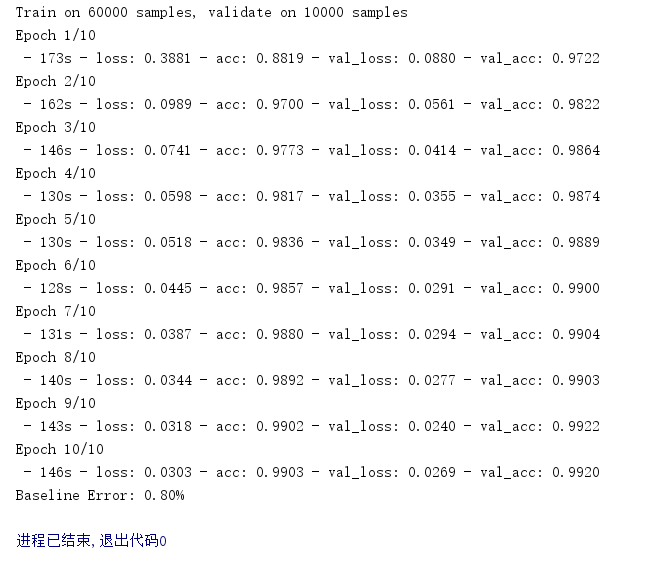 Train on 60000 samples, validate on 10000 samples
Epoch 1/10
 - 173s - loss: 0.3881 - acc: 0.8819 - val_loss: 0.0880 - val_acc: 0.9722
Epoch 2/10
 - 162s - loss: 0.0989 - acc: 0.9700 - val_loss: 0.0561 - val_acc: 0.9822
Epoch 3/10
 - 146s - loss: 0.0741 - acc: 0.9773 - val_loss: 0.0414 - val_acc: 0.9864
Epoch 4/10
 - 130s - loss: 0.0598 - acc: 0.9817 - val_loss: 0.0355 - val_acc: 0.9874
Epoch 5/10
 - 130s - loss: 0.0518 - acc: 0.9836 - val_loss: 0.0349 - val_acc: 0.9889
Epoch 6/10
 - 128s - loss: 0.0445 - acc: 0.9857 - val_loss: 0.0291 - val_acc: 0.9900
Epoch 7/10
 - 131s - loss: 0.0387 - acc: 0.9880 - val_loss: 0.0294 - val_acc: 0.9904
Epoch 8/10
 - 140s - loss: 0.0344 - acc: 0.9892 - val_loss: 0.0277 - val_acc: 0.9903
Epoch 9/10
 - 143s - loss: 0.0318 - acc: 0.9902 - val_loss: 0.0240 - val_acc: 0.9922
Epoch 10/10
 - 146s - loss: 0.0303 - acc: 0.9903 - val_loss: 0.0269 - val_acc: 0.9920
Baseline Error: 0.80%
进程已结束,退出代码0